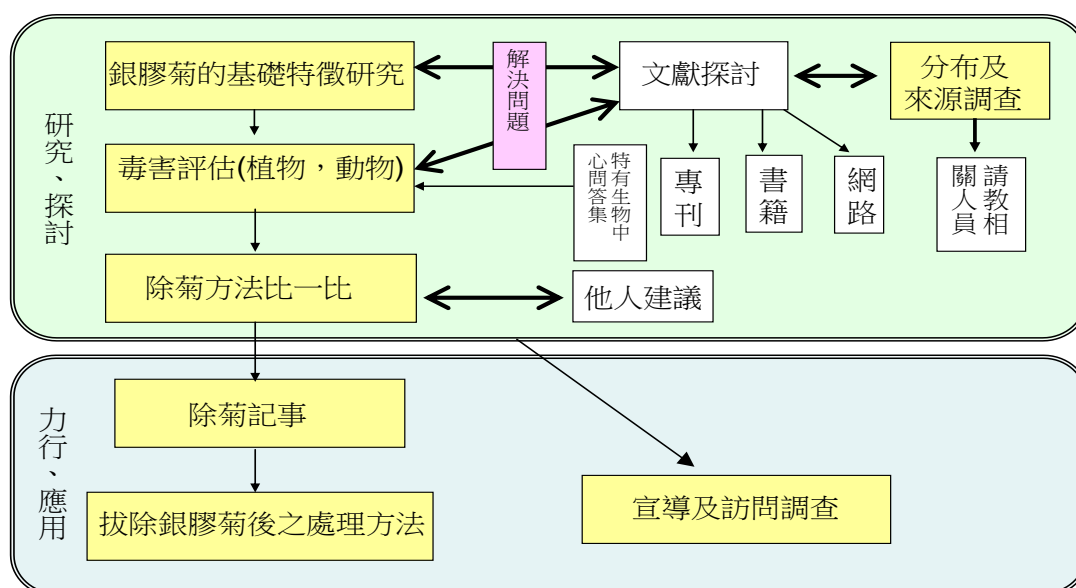 研究、探討
銀膠菊的基礎特徵研究
解決問題
文獻探討
分布及
來源調查
毒害評估(植物，動物)
特有生物中
心問答集
專刊
書籍
網路
請教相
關人員
除菊方法比一比
他人建議
力行、應用
除菊記事
拔除銀膠菊後之處理方法
宣導及訪問調查